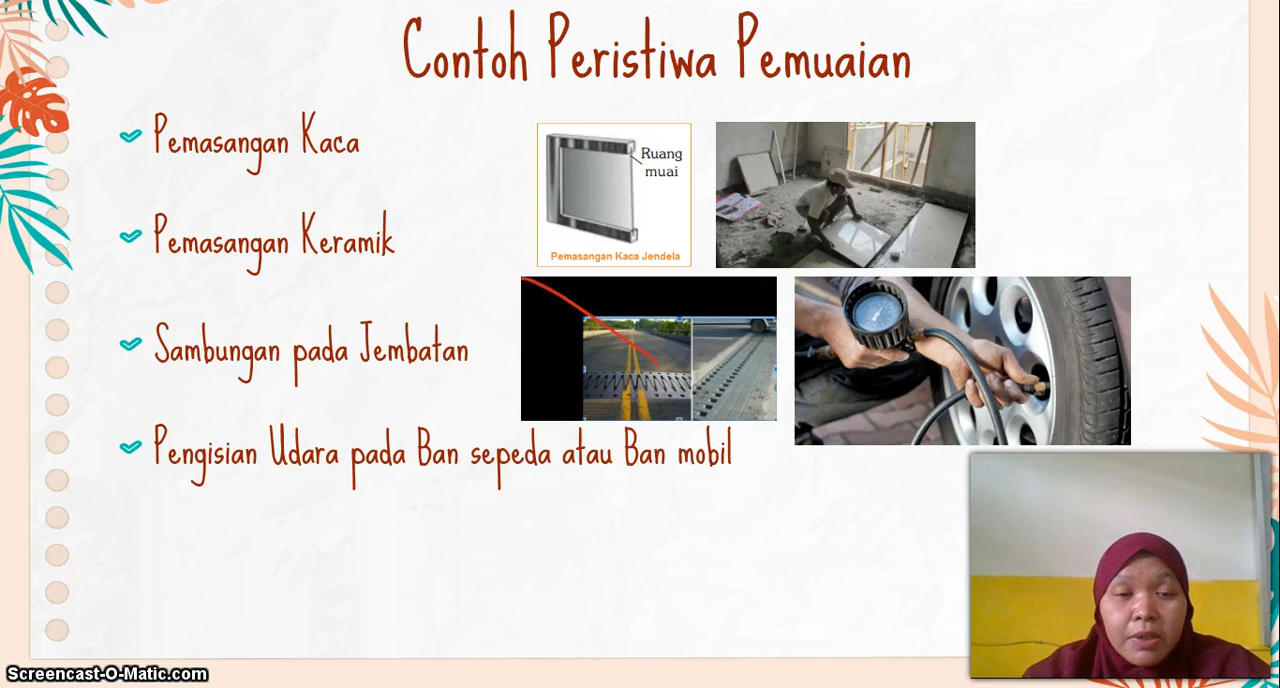 Contoh Peristiwa Pemuaian
Pemasangan Kaca
Pemasangan Keramik
Sambungan pada Jembatan
Pengisian Udara pada Ban sepeda atau Ban mobil
Ruang
muai
Pemasangan Kaca Jendela
Screencast-O-Matic.com